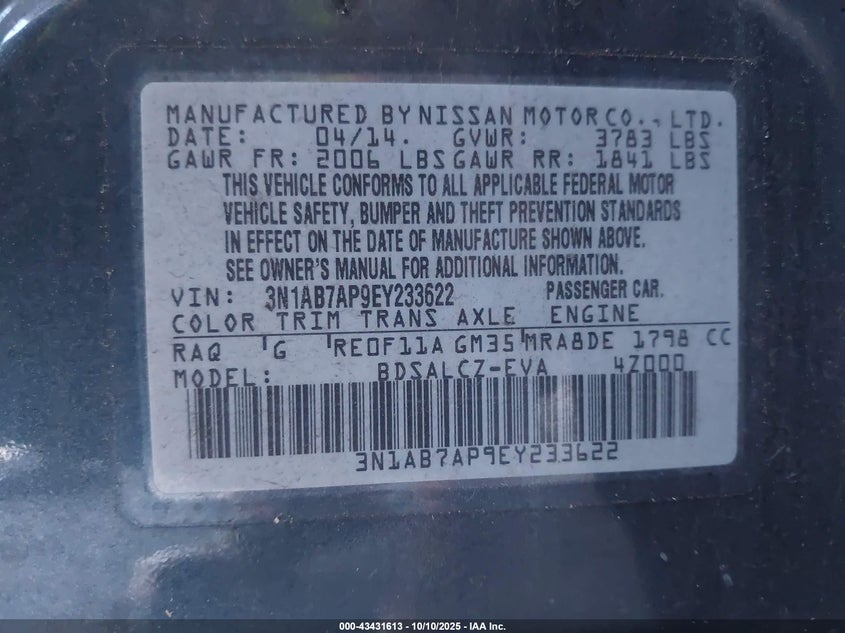 MANUFACTURED BY NISSAN MOTOR CO., LTD.
DATE: 04/14. GVWR: 3783 LBS
GAWR FR: 2006 LBS GAWR RR: 1841 LBS
THIS VEHICLE CONFORMS TO ALL APPLICABLE FEDERAL MOTOR
VEHICLE SAFETY, BUMPER AND THEFT PREVENTION STANDARDS
IN EFFECT ON THE DATE OF MANUFACTURE SHOWN ABOVE.
SEE OWNER'S MANUAL FOR ADDITIONAL INFORMATION.
VIN: 3N1AB7AP9EY233622 PASSENGER CAR.
COLOR TRIM TRANS AXLE ENGINE
RAQ 'G 'RE0F11A GM35 'MRA8DE 1798 CC
MODEL: BDSALCZ-EVA 4Z000
3N1AB7AP9EY233622
000-43431613 - 10/10/2025 - IAA Inc.